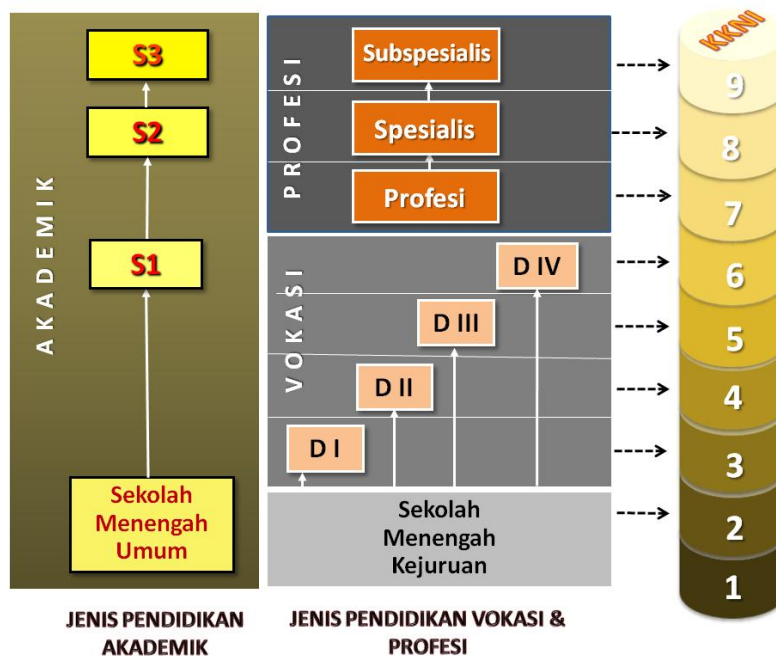 AKADEMIK
S3
S2
S1
Sekolah
Menengah
Umum
JENIS PENDIDIKAN
AKADEMIK
PROFESI
Subspesialis
Spesialis
Profesi
VOKASI
D IV
D III
D II
D I
Sekolah
Menengah
Kejuruan
JENIS PENDIDIKAN VOKASI &
PROFESI
KKNI
9
8
7
6
5
4
3
2
1